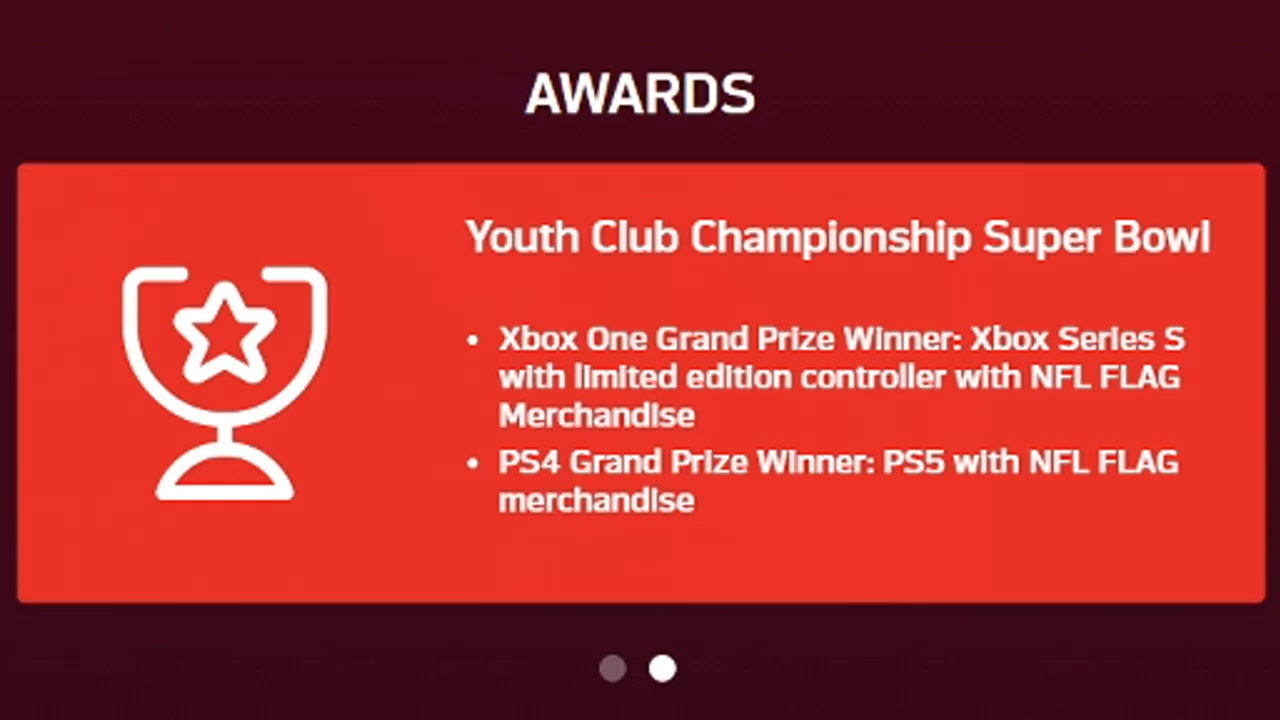 AWARDS
Youth Club Championship Super Bowl
• Xbox One Grand Prize Winner: Xbox Series S
with limited edition controller with NFL FLAG
Merchandise
• PS4 Grand Prize Winner: PS5 with NFL FLAG
merchandise